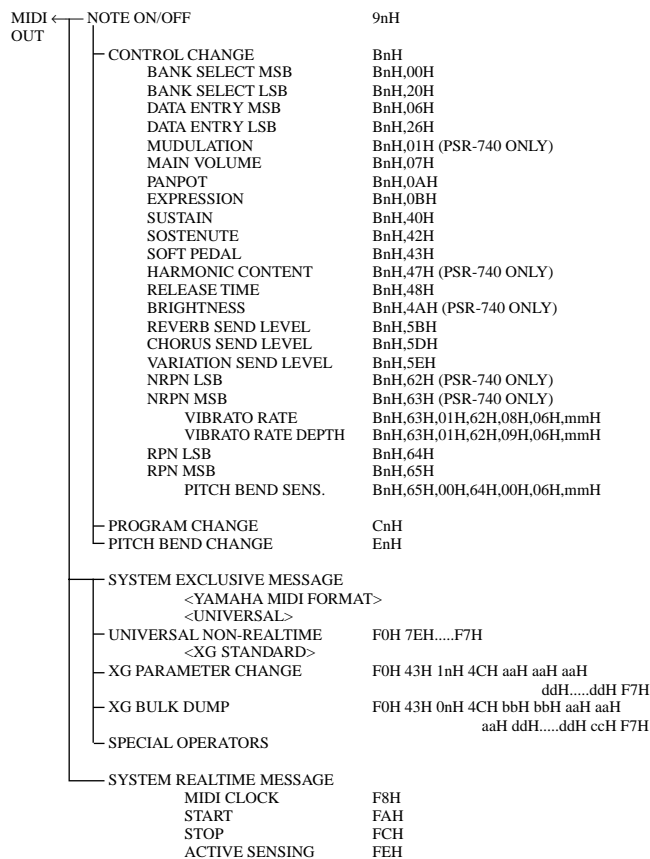 MIDI OUT NOTE ON/OFF 9nH
CONTROL CHANGE BnH
BANK SELECT MSB BnH,00H
BANK SELECT LSB BnH,20H
DATA ENTRY MSB BnH,06H
DATA ENTRY LSB BnH,26H
MUDULATION BnH,01H (PSR-740 ONLY)
MAIN VOLUME BnH,07H
PANPOT BnH,0AH
EXPRESSION BnH,0BH
SUSTAIN BnH,40H
SOSTENUTE BnH,42H
SOFT PEDAL BnH,43H
HARMONIC CONTENT BnH,47H (PSR-740 ONLY)
RELEASE TIME BnH,48H
BRIGHTNESS BnH,4AH (PSR-740 ONLY)
REVERB SEND LEVEL BnH,5BH
CHORUS SEND LEVEL BnH,5DH
VARIATION SEND LEVEL BnH,5EH
NRPN LSB BnH,62H (PSR-740 ONLY)
NRPN MSB BnH,63H (PSR-740 ONLY)
VIBRATO RATE BnH,63H,01H,62H,08H,06H,mmH
VIBRATO RATE DEPTH BnH,63H,01H,62H,09H,06H,mmH
RPN LSB BnH,64H
RPN MSB BnH,65H
PITCH BEND SENS. BnH,65H,00H,64H,00H,06H,mmH
PROGRAM CHANGE CnH
PITCH BEND CHANGE EnH
SYSTEM EXCLUSIVE MESSAGE
<YAMAHA MIDI FORMAT>
<UNIVERSAL>
UNIVERSAL NON-REALTIME F0H 7EH.....F7H
<XG STANDARD>
XG PARAMETER CHANGE F0H 43H 1nH 4CH aaH aaH aaH
ddH.....ddH F7H
XG BULK DUMP F0H 43H 0nH 4CH bbH bbH aaH aaH
aaH ddH.....ddH ccH F7H
SPECIAL OPERATORS
SYSTEM REALTIME MESSAGE
MIDI CLOCK F8H
START FAH
STOP FCH
ACTIVE SENSING FEH